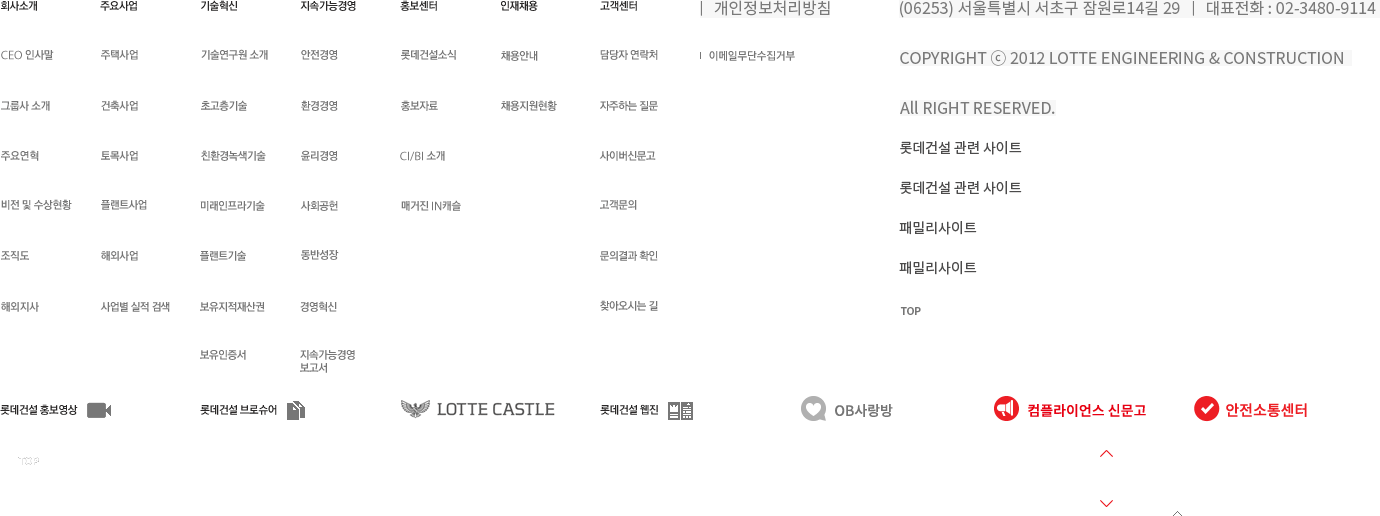 회사소개 주요사업 기술혁신 지속가능경영 홍보센터 인재채용 고객센터 | 개인정보처리방침 (06253) 서울특별시 서초구 잠원로14길 29 | 대표전화 : 02-3480-9114
CEO 인사말 주택사업 기술연구원 소개 안전경영 롯데건설소식 채용안내 담당자 연락처 | 이메일무단수집거부 COPYRIGHT ⓒ 2012 LOTTE ENGINEERING & CONSTRUCTION
그룹사 소개 건축사업 초고층기술 환경경영 홍보자료 채용지원현황 자주하는 질문 All RIGHT RESERVED.
롯데건설 관련 사이트
주요연혁 토목사업 친환경녹색기술 윤리경영 CI/BI 소개 사이버신문고
롯데건설 관련 사이트
비전 및 수상현황 플랜트사업 미래인프라기술 사회공헌 매거진 IN캐슬 고객문의
패밀리사이트
조직도 해외사업 플랜트기술 동반성장 문의결과 확인
패밀리사이트
해외지사 사업별 실적 검색 보유지적재산권 경영혁신 찾아오시는 길 TOP
보유인증서 지속가능경영
보고서
롯데건설 홍보영상 롯데건설 브로슈어 LOTTE CASTLE 롯데건설 웹진 OB사랑방 컴플라이언스 신문고 안전소통센터
TOP